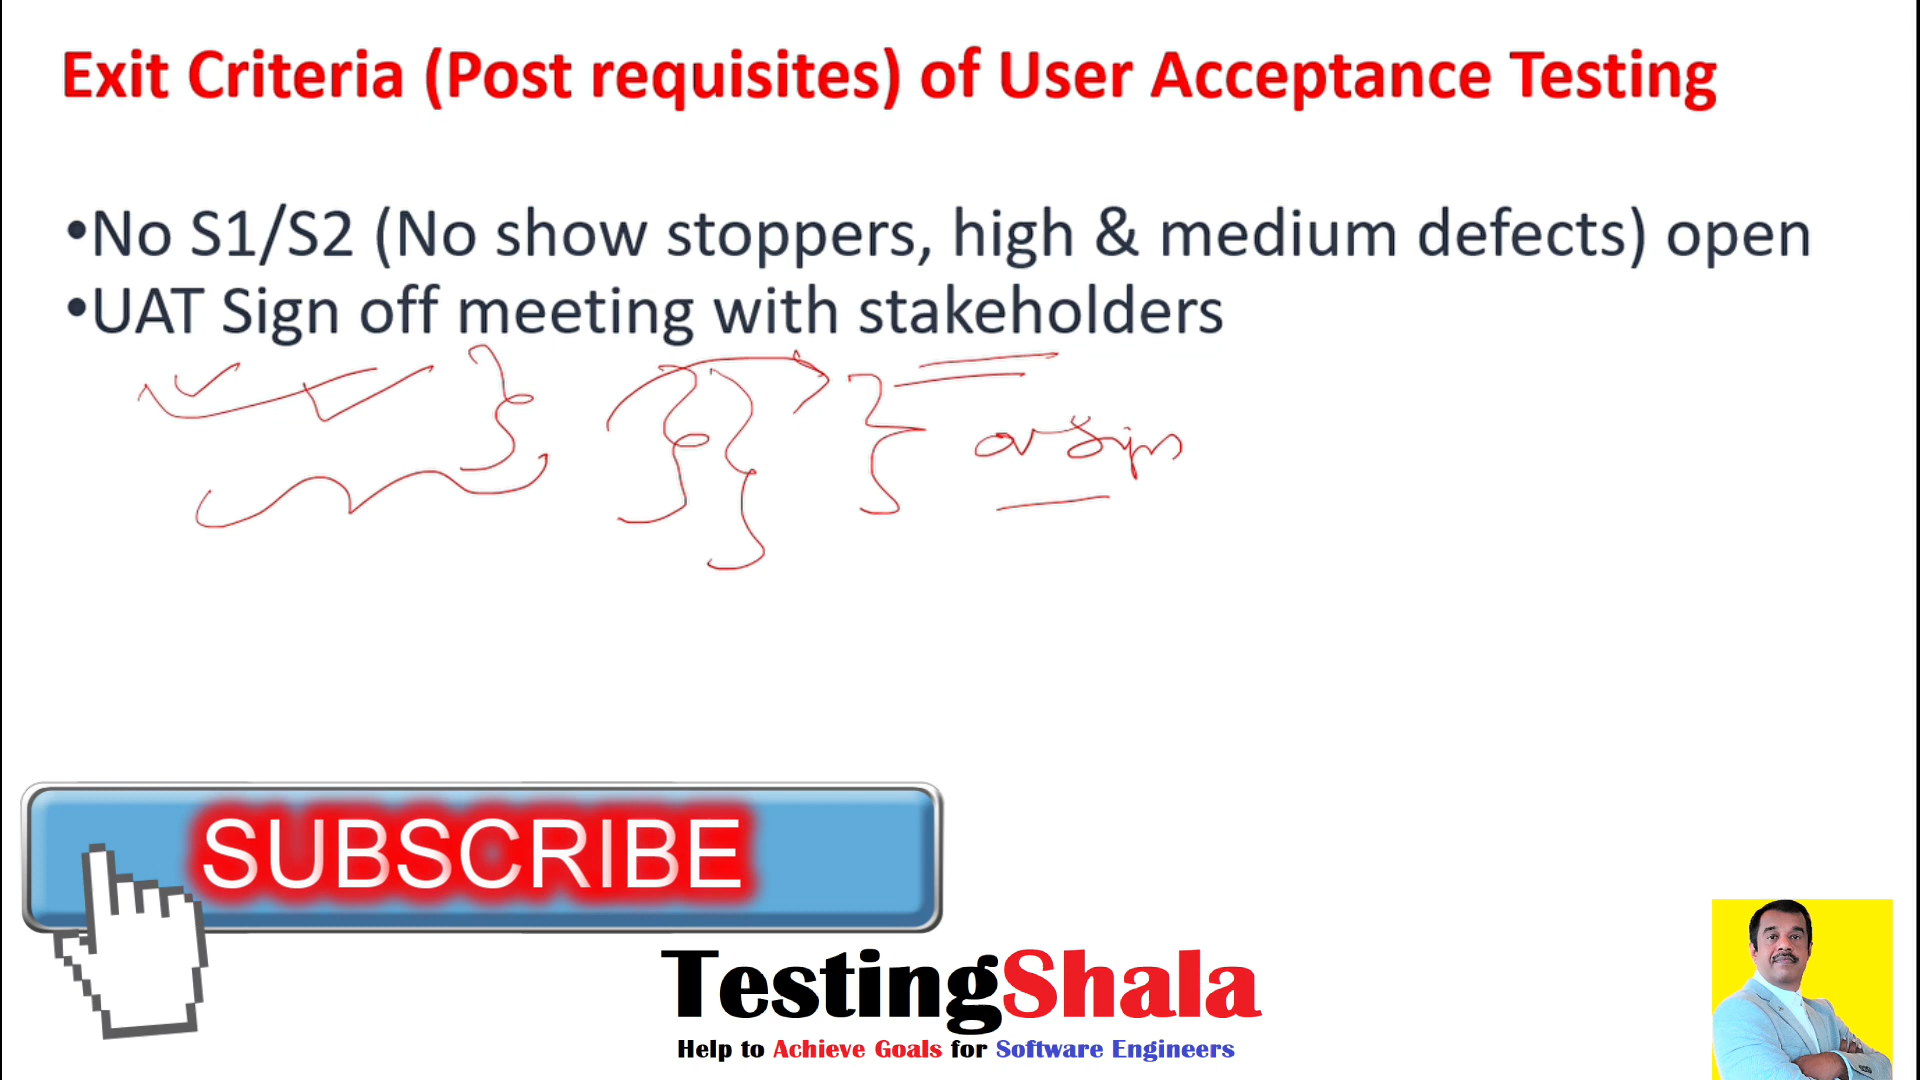 Exit Criteria (Post requisites) of User Acceptance Testing
•No S1/S2 (No show stoppers, high & medium defects) open
•UAT Sign off meeting with stakeholders
SUBSCRIBE
TestingShala
Help to Achieve Goals for Software Engineers